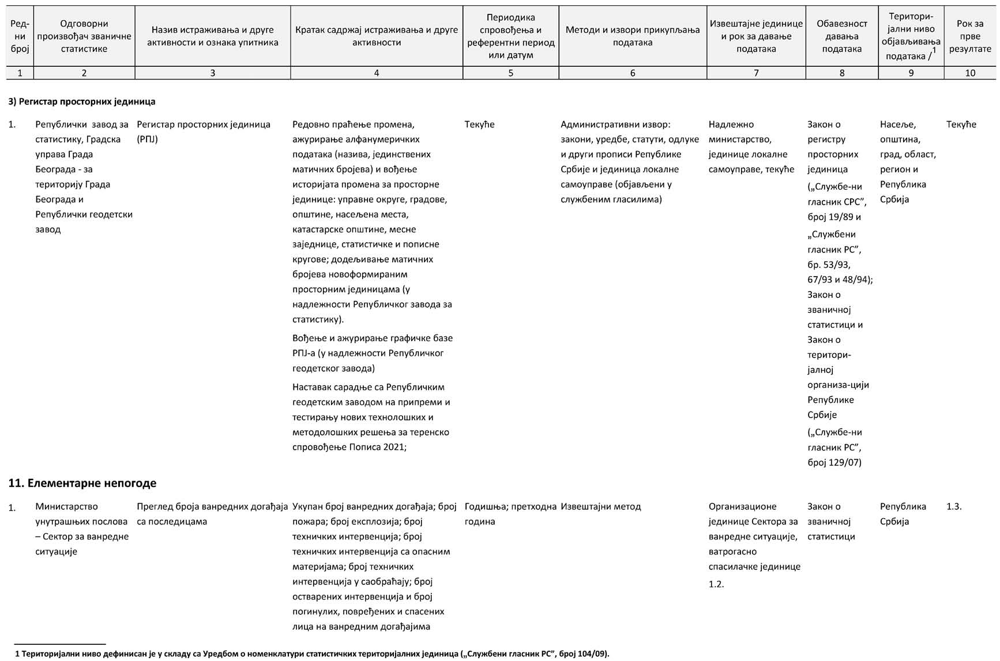 Ред-
ни
број
Одговорни
произвођач званичне
статистике
Назив истраживања и друге
активности и ознака упитника
Кратак садржај истраживања и друге
активности
Периодика
спровођења и
референтни период
или датум
Методи и извори прикупљања
података
Извештајне јединице
и рок за давање
података
Обавезност
давања
података
Територи-
јални ниво
објављивања
података /1
Рок за
прве
резултате
1 2 3 4 5 6 7 8 9 10
3) Регистар просторних јединица
1.
Републички завод за
статистику, Градска
управа Града
Београда - за
територију Града
Београда и
Републички геодетски
завод
Регистар просторних јединица
(РПЈ)
Редовно праћење промена,
ажурирање алфанумеричких
података (назива, јединствених
матичних бројева) и вођење
историјата промена за просторне
јединице: управне округе, градове,
општине, насељена места,
катастарске општине, месне
заједнице, статистичке и пописне
кругове; додељивање матичних
бројева новоформираним
просторним јединицама (у
надлежности Републичког завода за
статистику).
Вођење и ажурирање графичке базе
РПЈ-а (у надлежности Републичког
геодетског завода)
Наставак сарадње са Републичким
геодетским заводом на припреми и
тестирању нових технолошких и
методолошких решења за теренско
спровођење Пописа 2021;
Текуће
Административни извор:
закони, уредбе, статути, одлуке
и други прописи Републике
Србије и јединица локалне
самоуправе (објављени у
службеним гласилима)
Надлежно
министарство,
јединице локалне
самоуправе, текуће
Закон о
регистру
просторних
јединица
(„Службе-ни
гласник СРС”,
број 19/89 и
„Службени
гласник РС”,
бр. 53/93,
67/93 и 48/94);
Закон о
званичној
статистици и
Закон о
територи-
јалној
организа-цији
Републике
Србије
(„Службе-ни
гласник РС”,
број 129/07)
Насеље,
општина,
град, област,
регион и
Република
Србија
Текуће
11. Елементарне непогоде
1.
Министарство
унутрашњих послова
– Сектор за ванредне
ситуације
Преглед броја ванредних догађаја
са последицама
Укупан број ванредних догађаја; број
пожара; број експлозија; број
техничких интервенција; број
техничких интервенција са опасним
материјама; број техничких
интервенција у саобраћају; број
остварених интервенција и број
погинулих, повређених и спасених
лица на ванредним догађајима
Годишња; претходна
година
Извештајни метод
Организационе
јединице Сектора за
ванредне ситуације,
ватрогасно
спасилачке јединице
1.2.
Закон о
званичној
статистици
Република
Србија
1.3.
1 Територијални ниво дефинисан је у складу са Уредбом о номенклатури статистичких територијалних јединица („Службени гласник РС”, број 104/09).